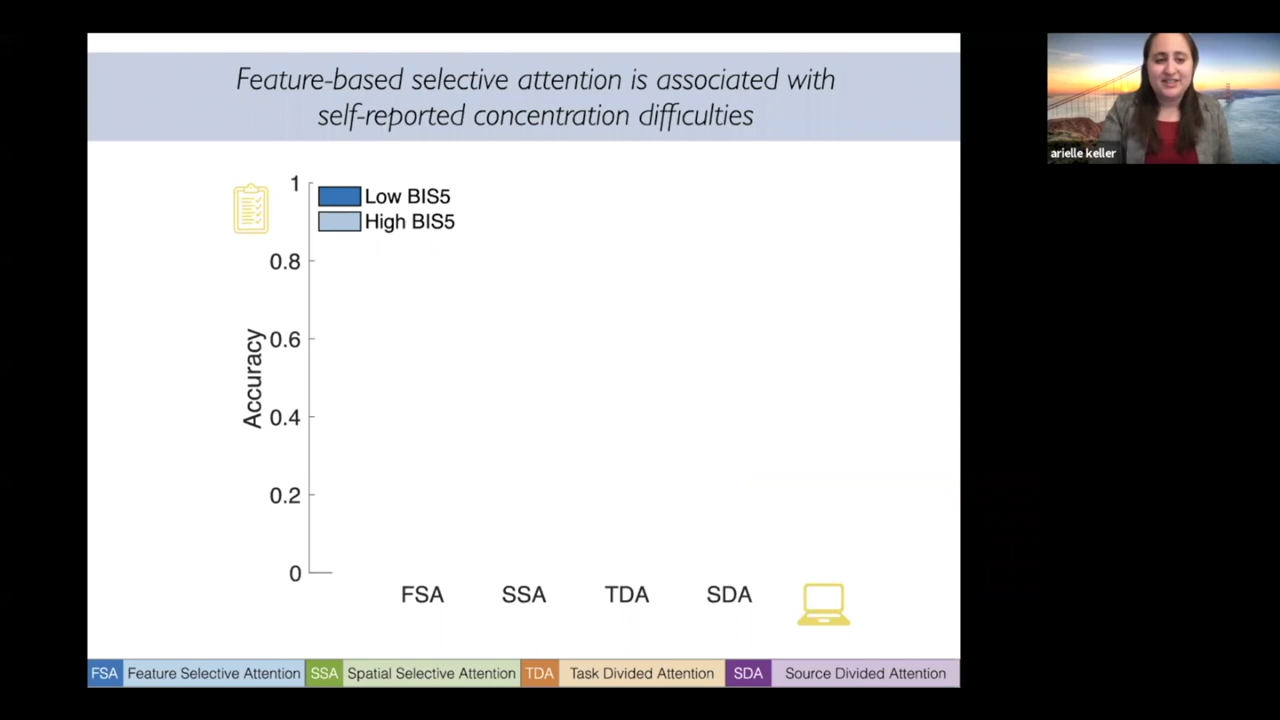 Feature-based selective attention is associated with
self-reported concentration difficulties
arielle keller
1
Low BIS5
High BIS5
0.8
0.6
Accuracy
0.4
0.2
0
FSA SSA TDA SDA
FSA Feature Selective Attention SSA Spatial Selective Attention TDA Task Divided Attention SDA Source Divided Attention